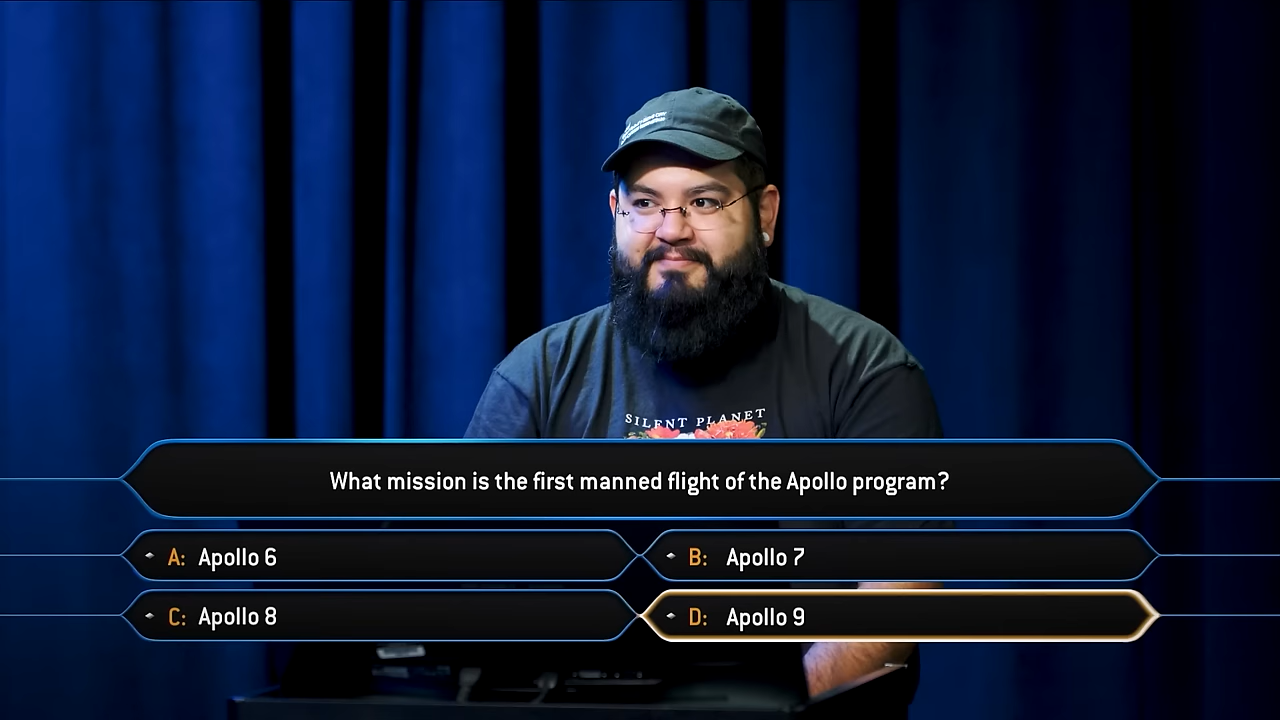 SILENT PLANET
What mission is the first manned flight of the Apollo program?
A: Apollo 6
B: Apollo 7
C: Apollo 8
D: Apollo 9